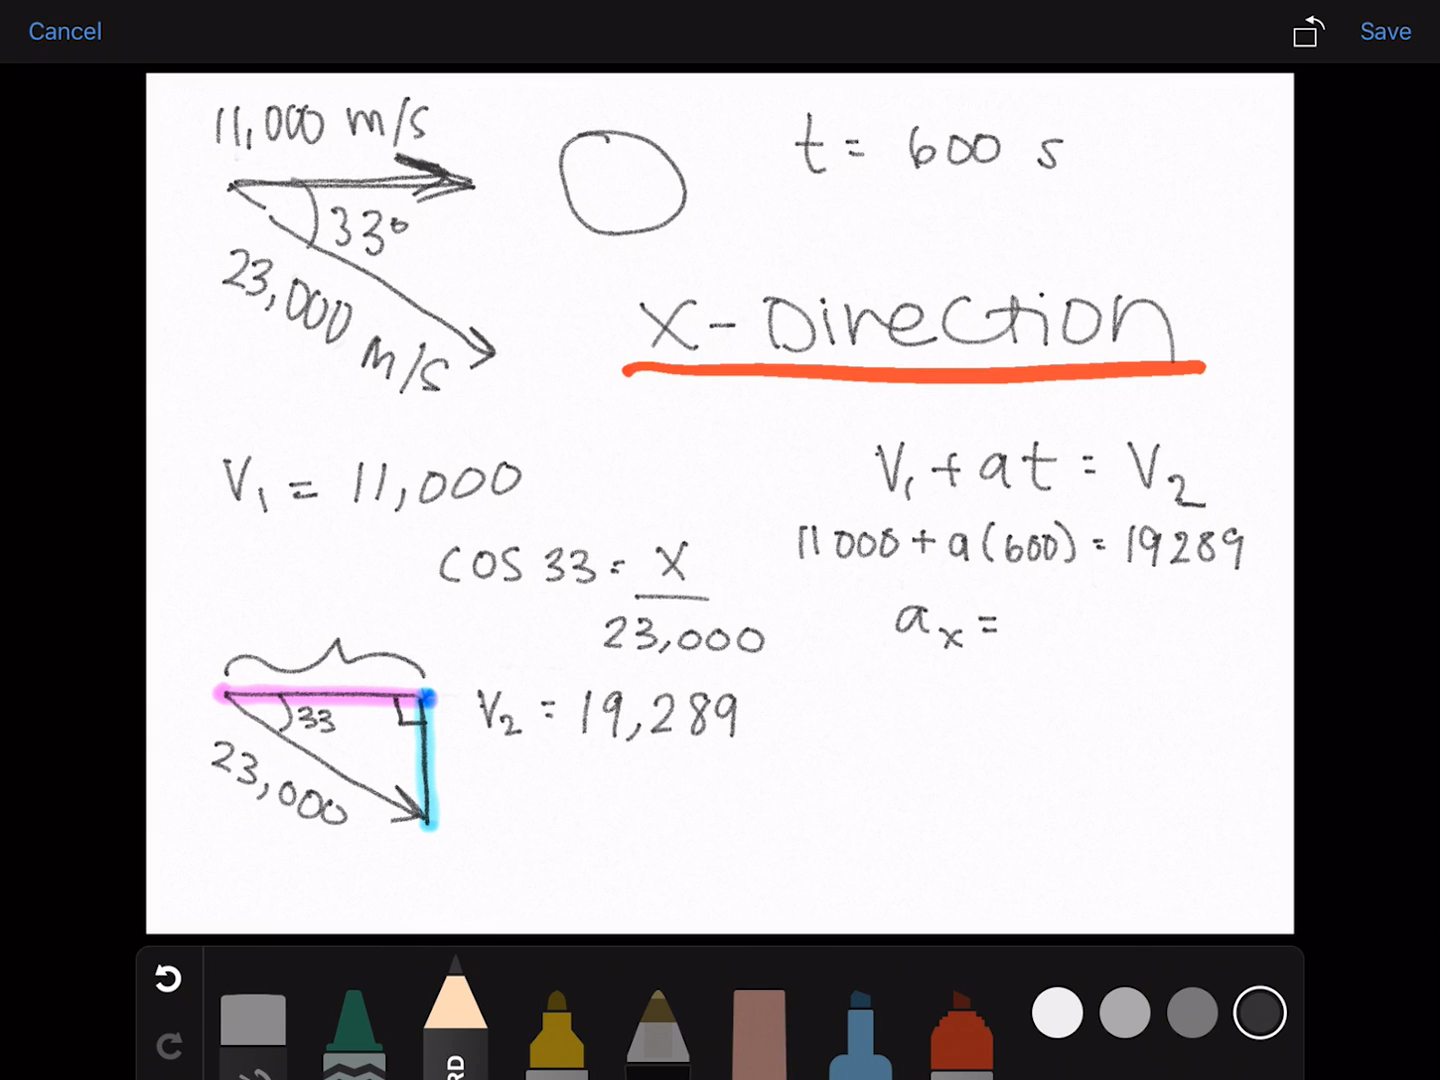 Cancel
Save
11,000 m/s
33°
23,000 m/s
t = 600 s
X-Direction
V₁ = 11,000
COS 33 = X
23,000
33
23,000
V₂ = 19,289
V₁ + at = V₂
11000 + a(600) = 19289
aₓ =
RD